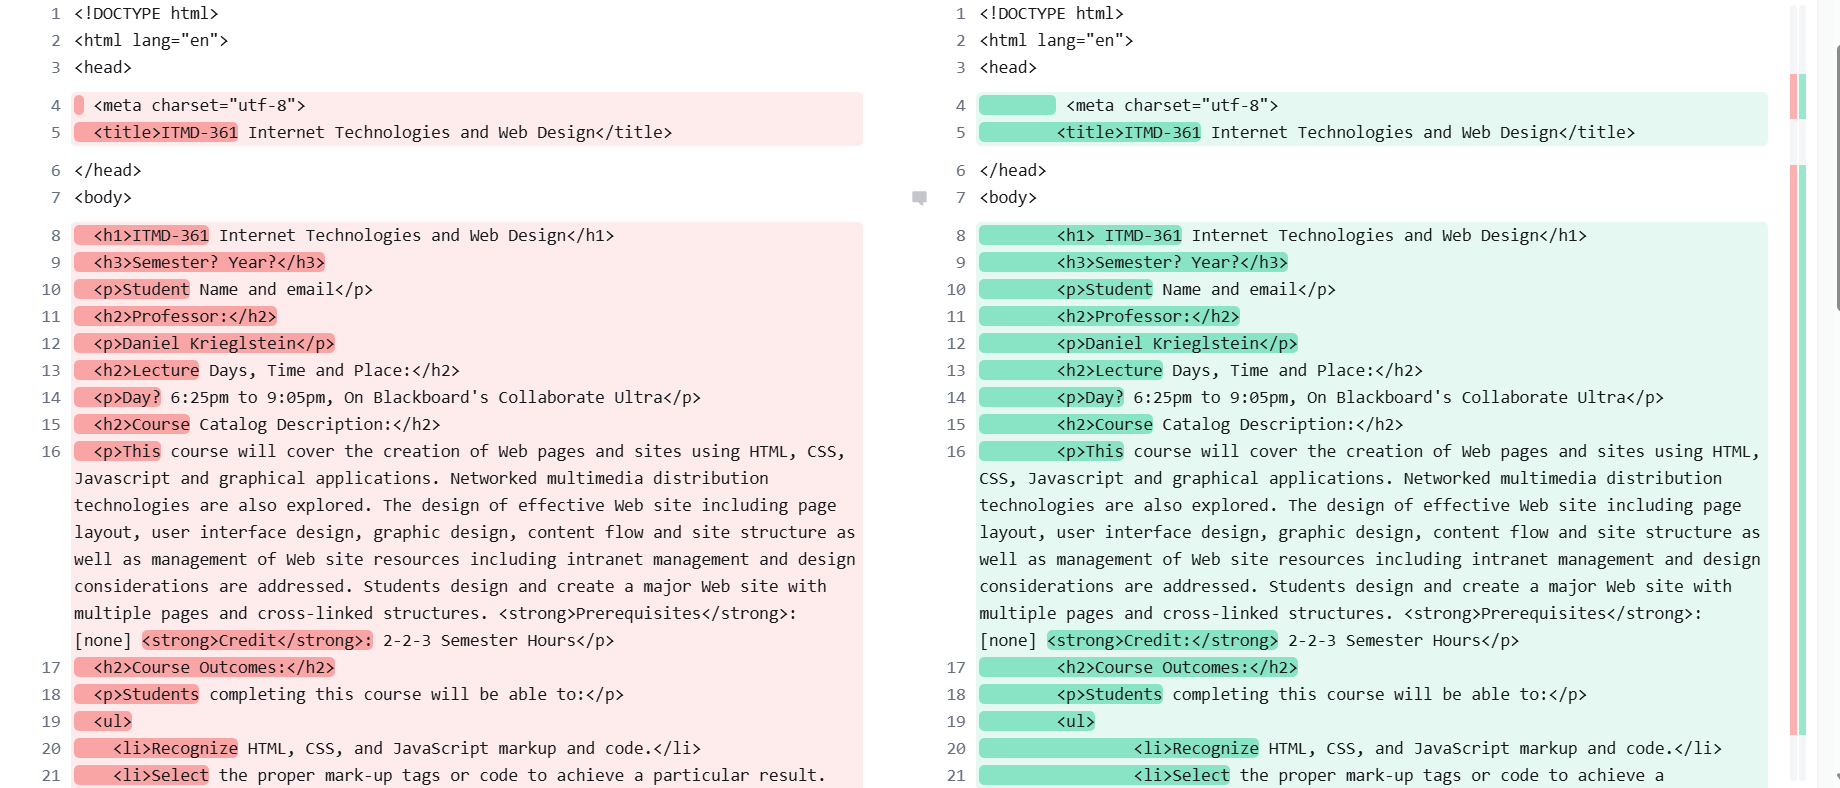 1 <!DOCTYPE html>
2 <html lang="en">
3 <head>
4 <meta charset="utf-8">
5 <title>ITMD-361 Internet Technologies and Web Design</title>
6 </head>
7 <body>
8 <h1>ITMD-361 Internet Technologies and Web Design</h1>
9 <h3>Semester? Year?</h3>
10 <p>Student Name and email</p>
11 <h2>Professor:</h2>
12 <p>Daniel Krieglstein</p>
13 <h2>Lecture Days, Time and Place:</h2>
14 <p>Day? 6:25pm to 9:05pm, On Blackboard's Collaborate Ultra</p>
15 <h2>Course Catalog Description:</h2>
16 <p>This course will cover the creation of Web pages and sites using HTML, CSS,
Javascript and graphical applications. Networked multimedia distribution
technologies are also explored. The design of effective Web site including page
layout, user interface design, graphic design, content flow and site structure as
well as management of Web site resources including intranet management and design
considerations are addressed. Students design and create a major Web site with
multiple pages and cross-linked structures. <strong>Prerequisites</strong>:
[none] <strong>Credit</strong>: 2-2-3 Semester Hours</p>
17 <h2>Course Outcomes:</h2>
18 <p>Students completing this course will be able to:</p>
19 <ul>
20 <li>Recognize HTML, CSS, and JavaScript markup and code.</li>
21 <li>Select the proper mark-up tags or code to achieve a particular result.
1 <!DOCTYPE html>
2 <html lang="en">
3 <head>
4 <meta charset="utf-8">
5 <title>ITMD-361 Internet Technologies and Web Design</title>
6 </head>
7 <body>
8 <h1> ITMD-361 Internet Technologies and Web Design</h1>
9 <h3>Semester? Year?</h3>
10 <p>Student Name and email</p>
11 <h2>Professor:</h2>
12 <p>Daniel Krieglstein</p>
13 <h2>Lecture Days, Time and Place:</h2>
14 <p>Day? 6:25pm to 9:05pm, On Blackboard's Collaborate Ultra</p>
15 <h2>Course Catalog Description:</h2>
16 <p>This course will cover the creation of Web pages and sites using HTML,
CSS, Javascript and graphical applications. Networked multimedia distribution
technologies are also explored. The design of effective Web site including page
layout, user interface design, graphic design, content flow and site structure as
well as management of Web site resources including intranet management and design
considerations are addressed. Students design and create a major Web site with
multiple pages and cross-linked structures. <strong>Prerequisites</strong>:
[none] <strong>Credit:</strong> 2-2-3 Semester Hours</p>
17 <h2>Course Outcomes:</h2>
18 <p>Students completing this course will be able to:</p>
19 <ul>
20 <li>Recognize HTML, CSS, and JavaScript markup and code.</li>
21 <li>Select the proper mark-up tags or code to achieve a